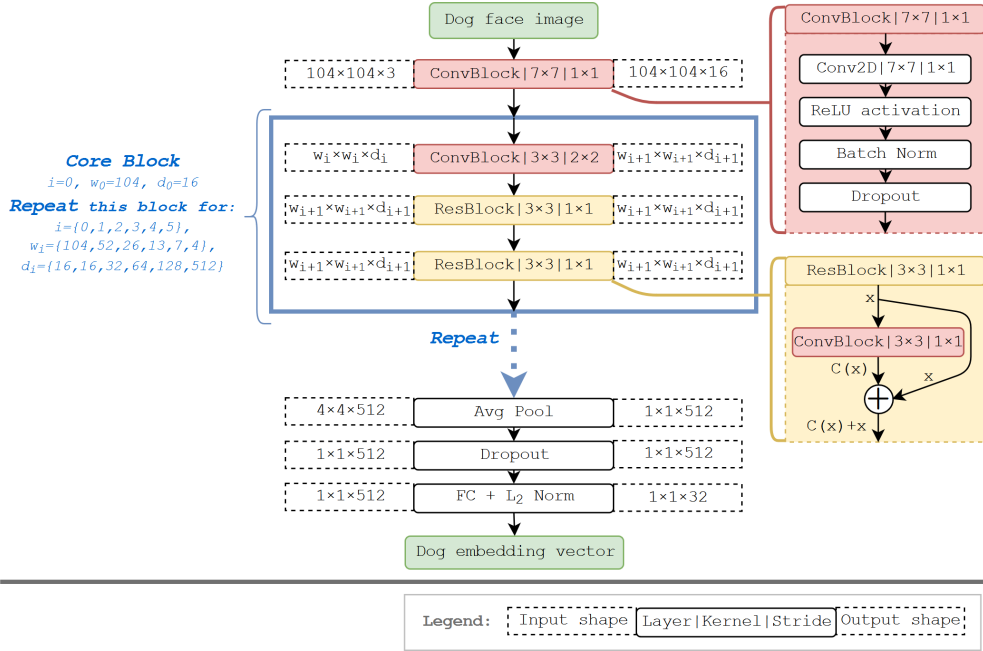 Dog face image
104×104×3 ConvBlock|7×7|1×1 104×104×16
Core Block
i=0, w₀=104, d₀=16
Repeat this block for:
i={0,1,2,3,4,5},
wᵢ={104,52,26,13,7,4},
dᵢ={16,16,32,64,128,512}
wᵢ×wᵢ×dᵢ ConvBlock|3×3|2×2 wᵢ₊₁×wᵢ₊₁×dᵢ₊₁
wᵢ₊₁×wᵢ₊₁×dᵢ₊₁ ResBlock|3×3|1×1 wᵢ₊₁×wᵢ₊₁×dᵢ₊₁
wᵢ₊₁×wᵢ₊₁×dᵢ₊₁ ResBlock|3×3|1×1 wᵢ₊₁×wᵢ₊₁×dᵢ₊₁
Repeat
4×4×512 Avg Pool 1×1×512
1×1×512 Dropout 1×1×512
1×1×512 FC + L₂ Norm 1×1×32
Dog embedding vector
ConvBlock|7×7|1×1
Conv2D|7×7|1×1
ReLU activation
Batch Norm
Dropout
ResBlock|3×3|1×1
x
ConvBlock|3×3|1×1
C(x)
x
C(x)+x
Legend: Input shape Layer|Kernel|Stride Output shape